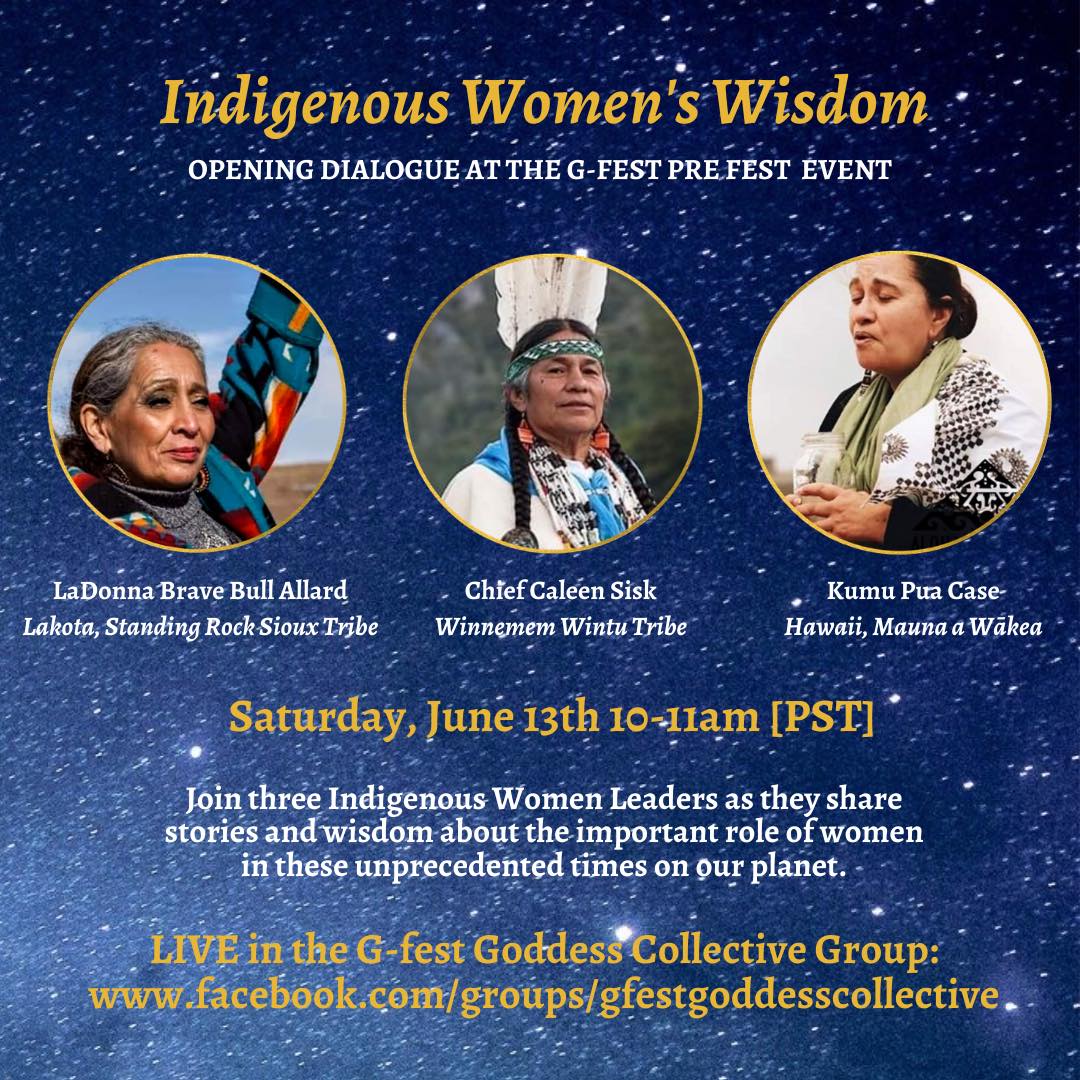 Indigenous Women's Wisdom
OPENING DIALOGUE AT THE G-FEST PRE FEST EVENT
LaDonna Brave Bull Allard
Lakota, Standing Rock Sioux Tribe
Chief Caleen Sisk
Winnemem Wintu Tribe
Kumu Pua Case
Hawaii, Mauna a Wākea
Saturday, June 13th 10-11am [PST]
Join three Indigenous Women Leaders as they share
stories and wisdom about the important role of women
in these unprecedented times on our planet.
LIVE in the G-fest Goddess Collective Group:
www.facebook.com/groups/gfestgoddesscollective